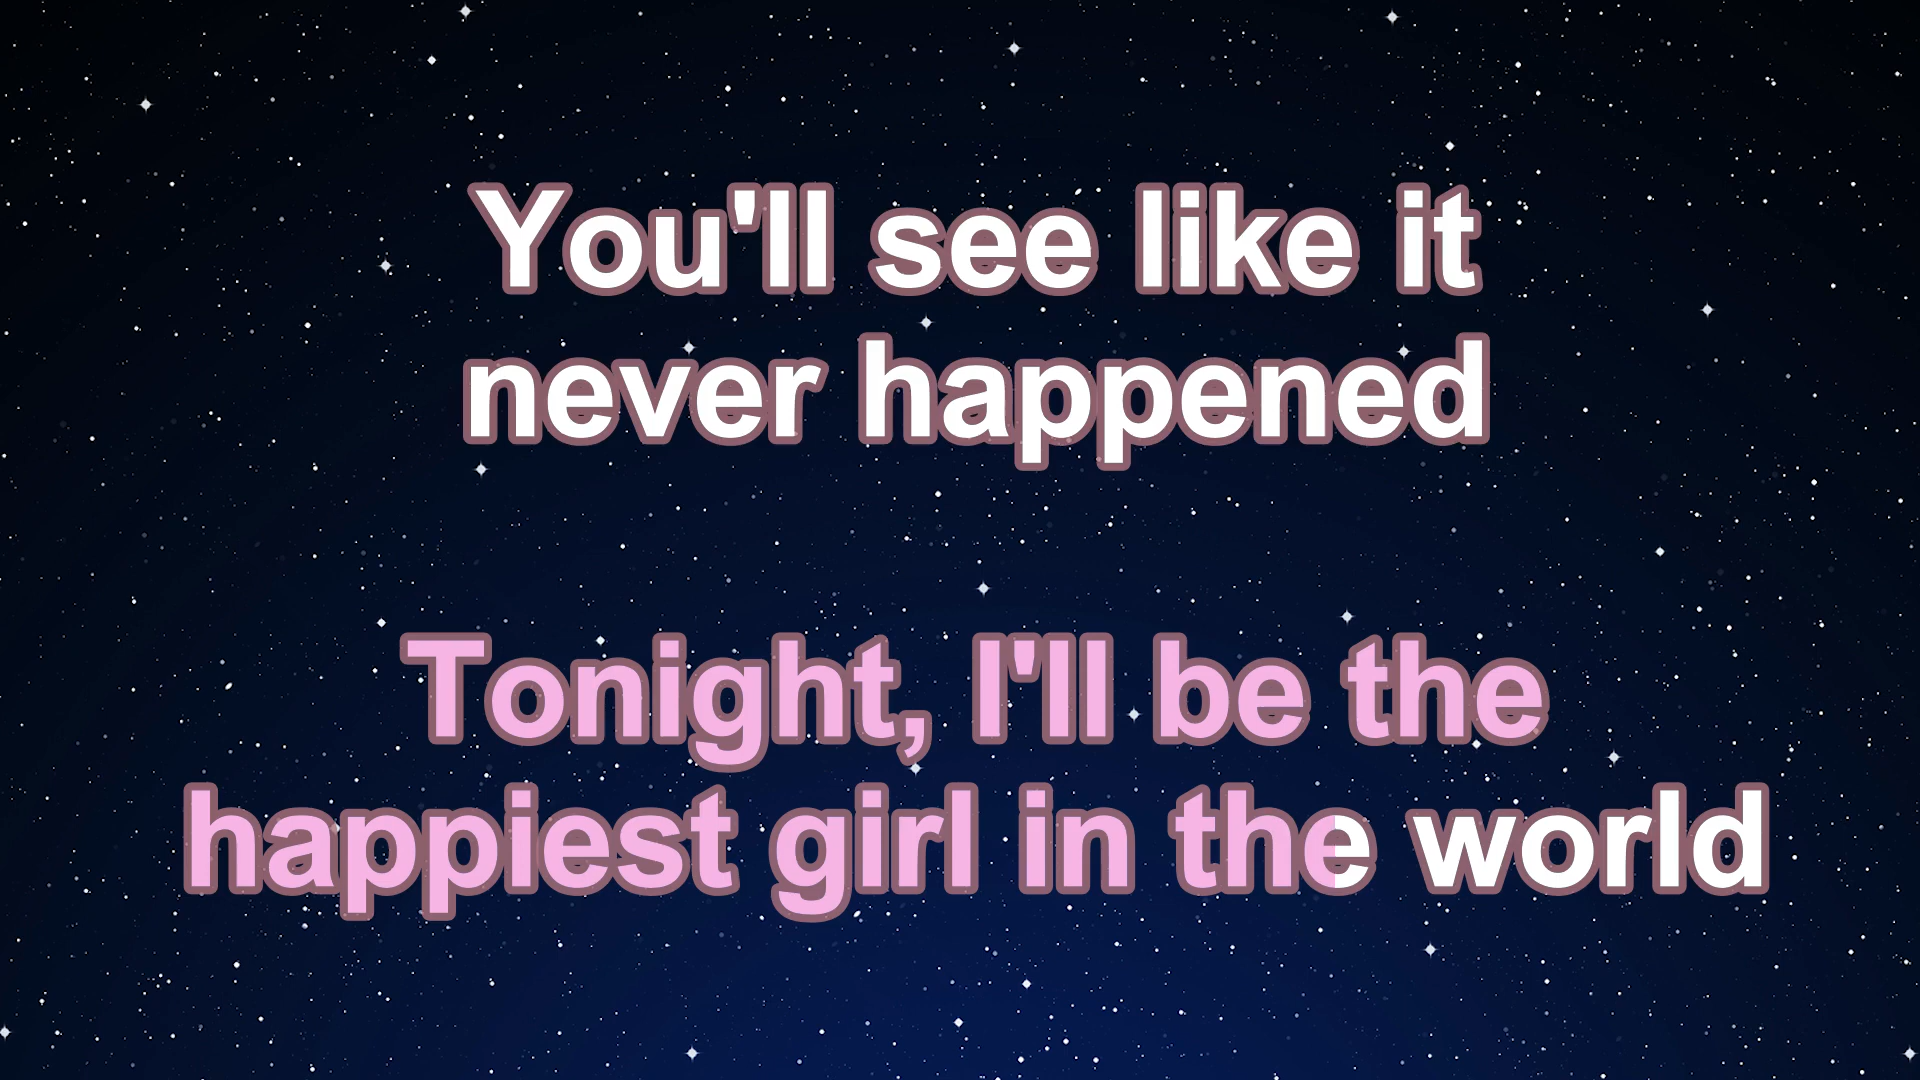 You'll see like it
never happened
Tonight, I'll be the
happiest girl in the world